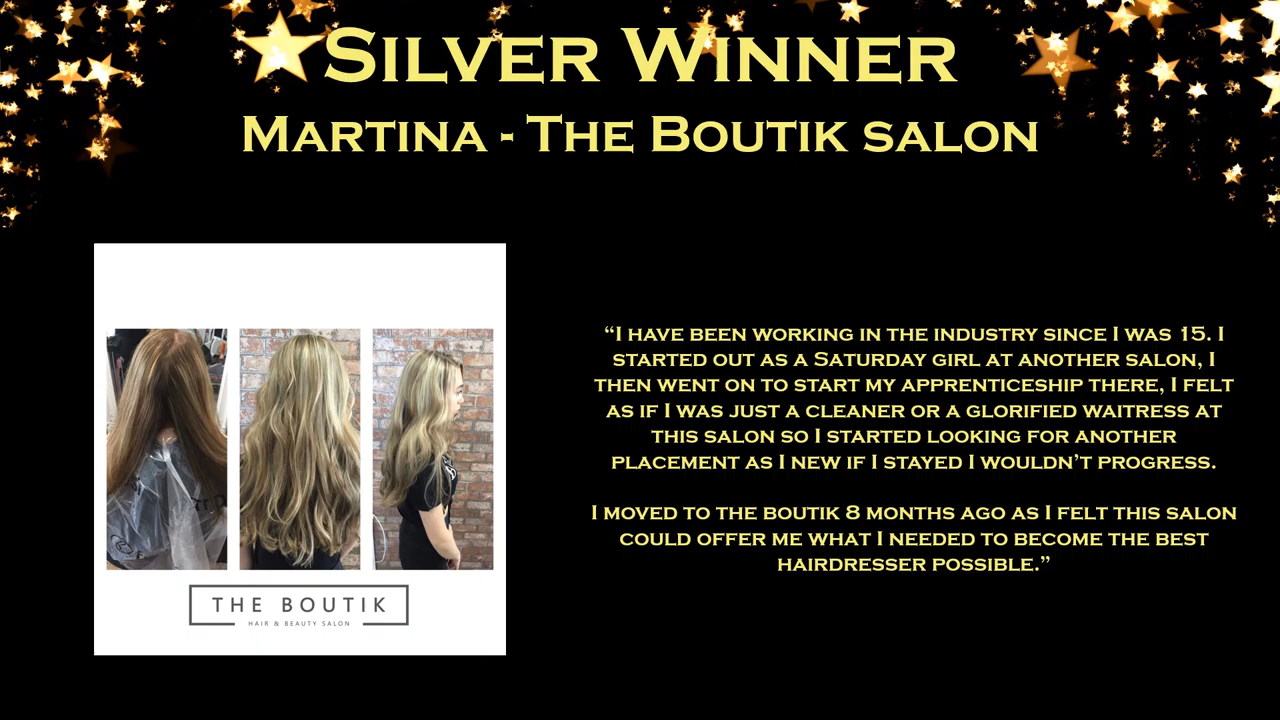 Silver Winner
Martina - The Boutik salon
“I have been working in the industry since I was 15. I
started out as a Saturday girl at another salon, I
then went on to start my apprenticeship there, I felt
as if I was just a cleaner or a glorified waitress at
this salon so I started looking for another
placement as I new if I stayed I wouldn’t progress.
I moved to the boutik 8 months ago as I felt this salon
could offer me what I needed to become the best
hairdresser possible.”
THE BOUTIK
HAIR & BEAUTY SALON